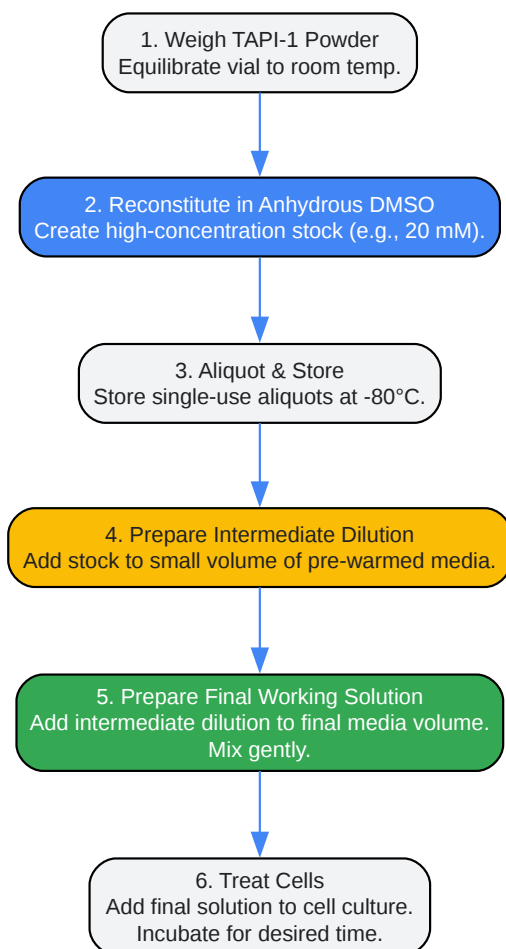 1. Weigh TAPI-1 Powder
Equilibrate vial to room temp.
2. Reconstitute in Anhydrous DMSO
Create high-concentration stock (e.g., 20 mM).
3. Aliquot & Store
Store single-use aliquots at -80°C.
4. Prepare Intermediate Dilution
Add stock to small volume of pre-warmed media.
5. Prepare Final Working Solution
Add intermediate dilution to final media volume.
Mix gently.
6. Treat Cells
Add final solution to cell culture.
Incubate for desired time.